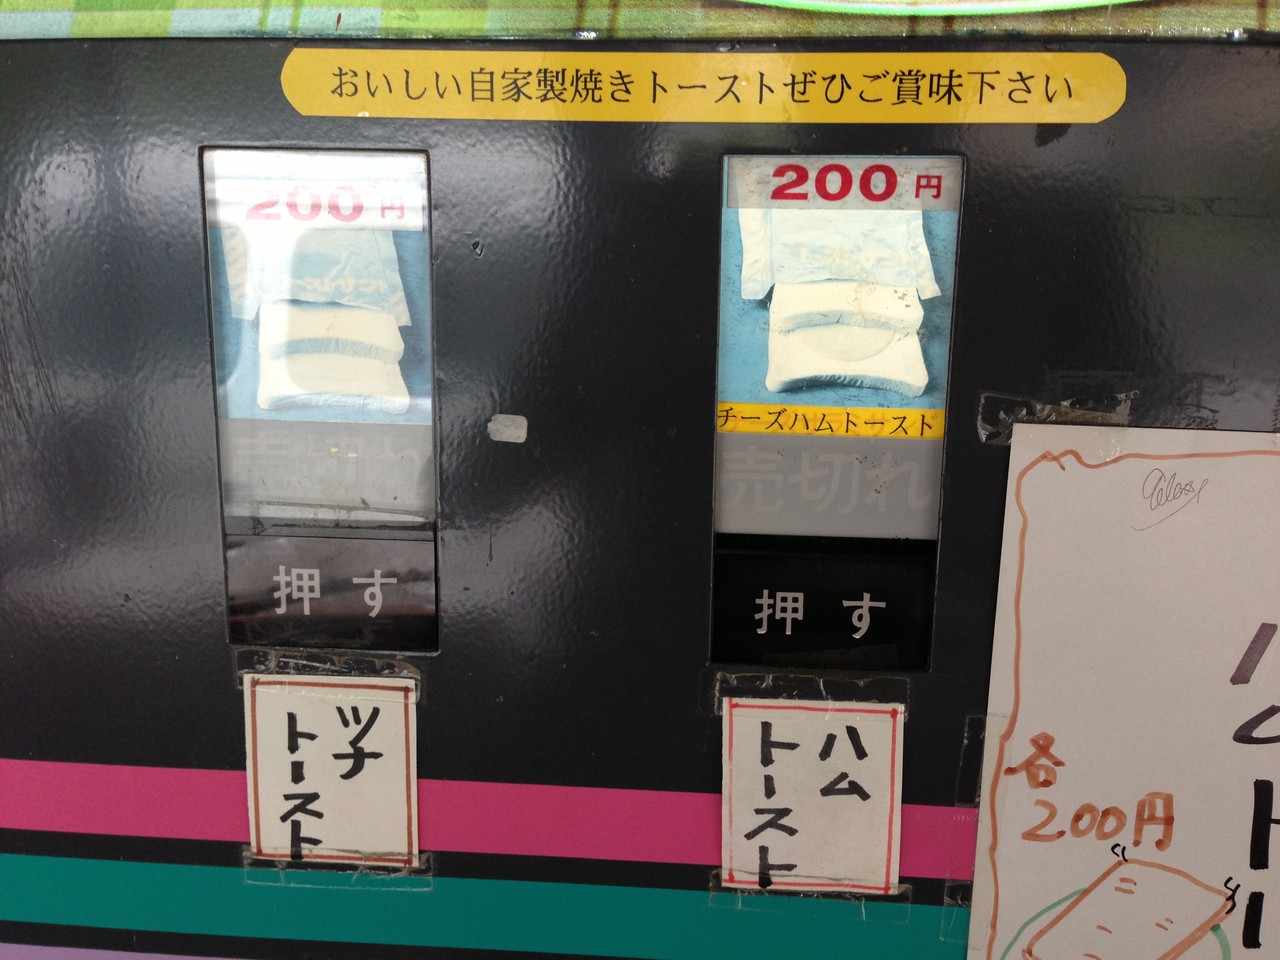 おいしい自家製焼きトーストぜひご賞味下さい
200円
押す
ツナ
トースト
200円
チーズハムトースト
売切れ
押す
ハム
トースト
各
200円